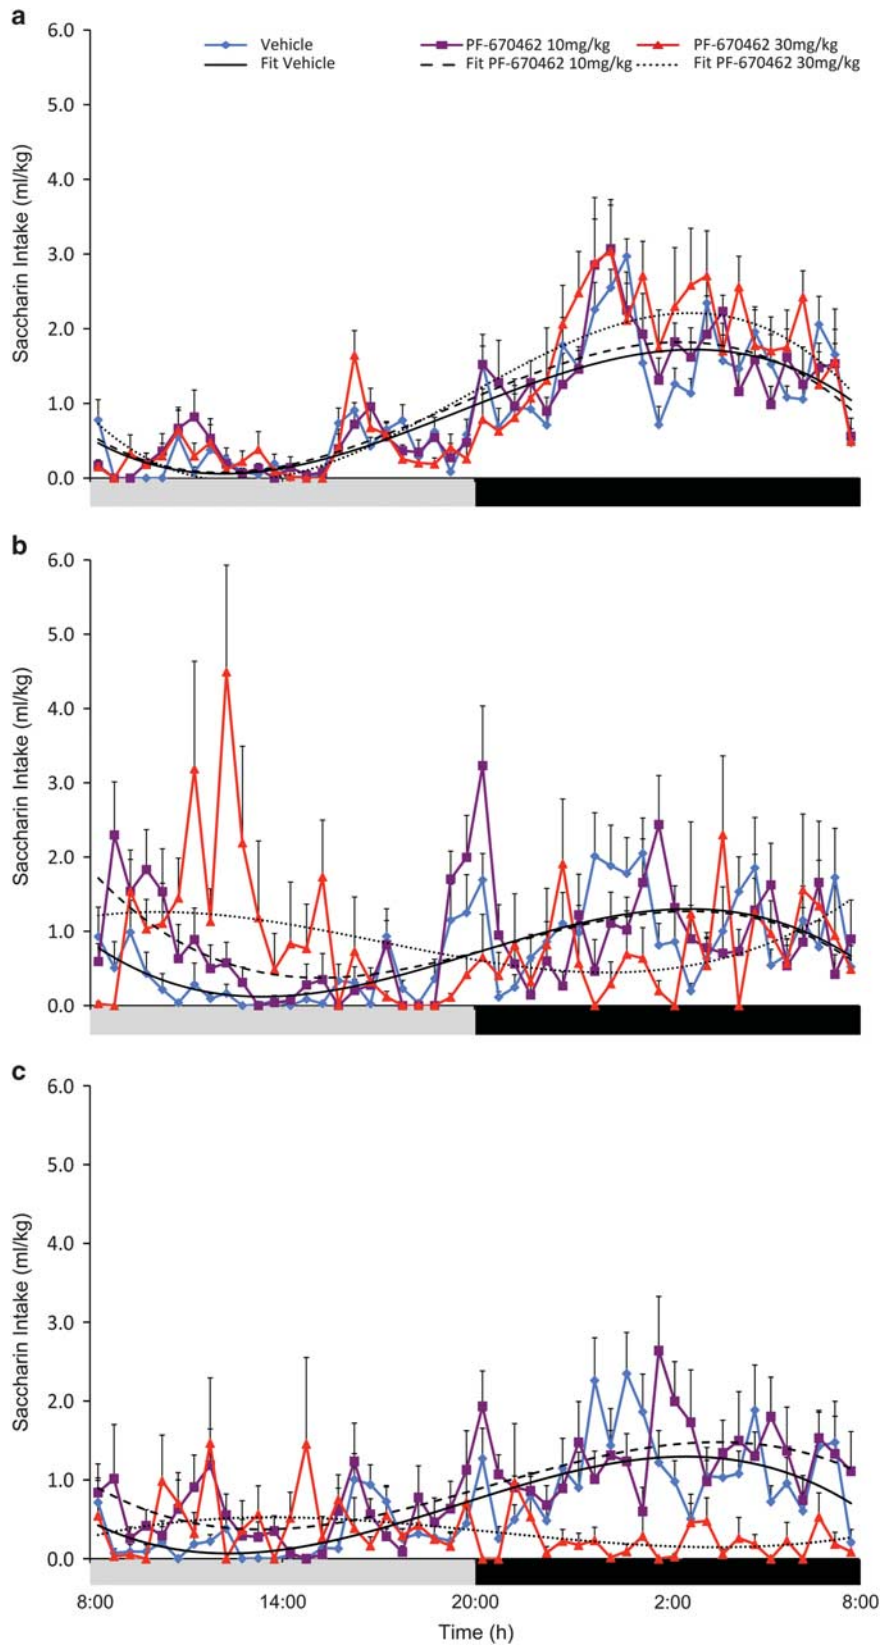 a
6.0
Vehicle PF-670462 10mg/kg PF-670462 30mg/kg
Fit Vehicle Fit PF-670462 10mg/kg Fit PF-670462 30mg/kg
5.0
4.0
3.0
2.0
1.0
0.0
Saccharin Intake (ml/kg)
b
6.0
5.0
4.0
3.0
2.0
1.0
0.0
Saccharin Intake (ml/kg)
c
6.0
5.0
4.0
3.0
2.0
1.0
0.0
Saccharin Intake (ml/kg)
8:00 14:00 20:00 2:00 8:00
Time (h)